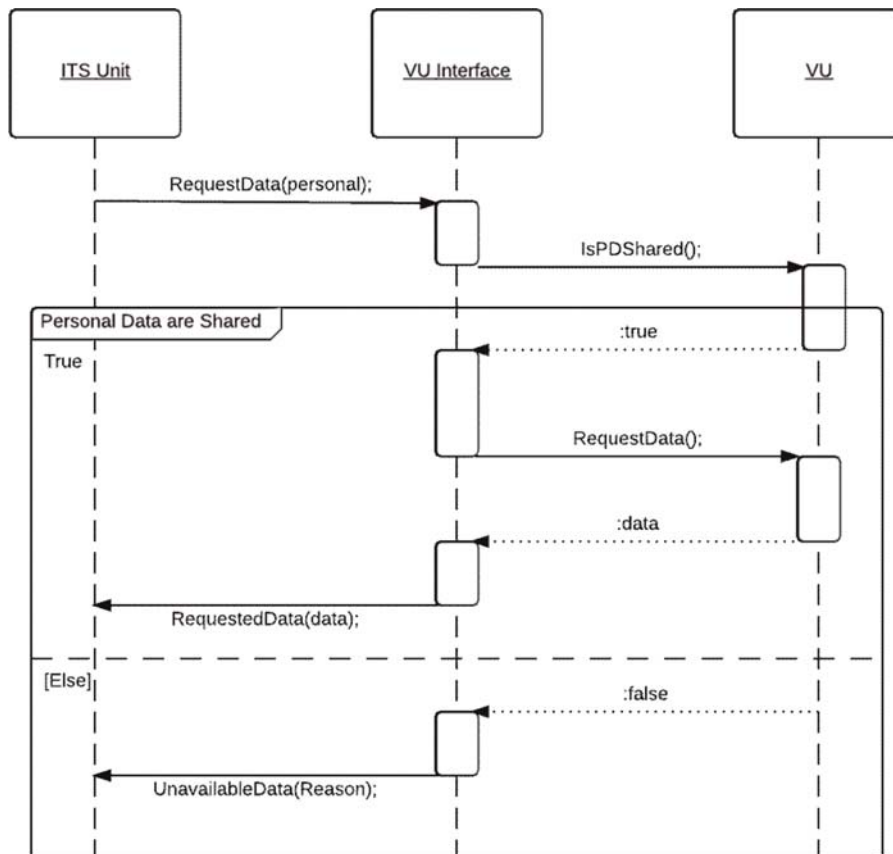 ITS Unit
VU Interface
VU
RequestData(personal);
IsPDShared();
Personal Data are Shared
:true
True
RequestData();
:data
RequestedData(data);
[Else]
:false
UnavailableData(Reason);